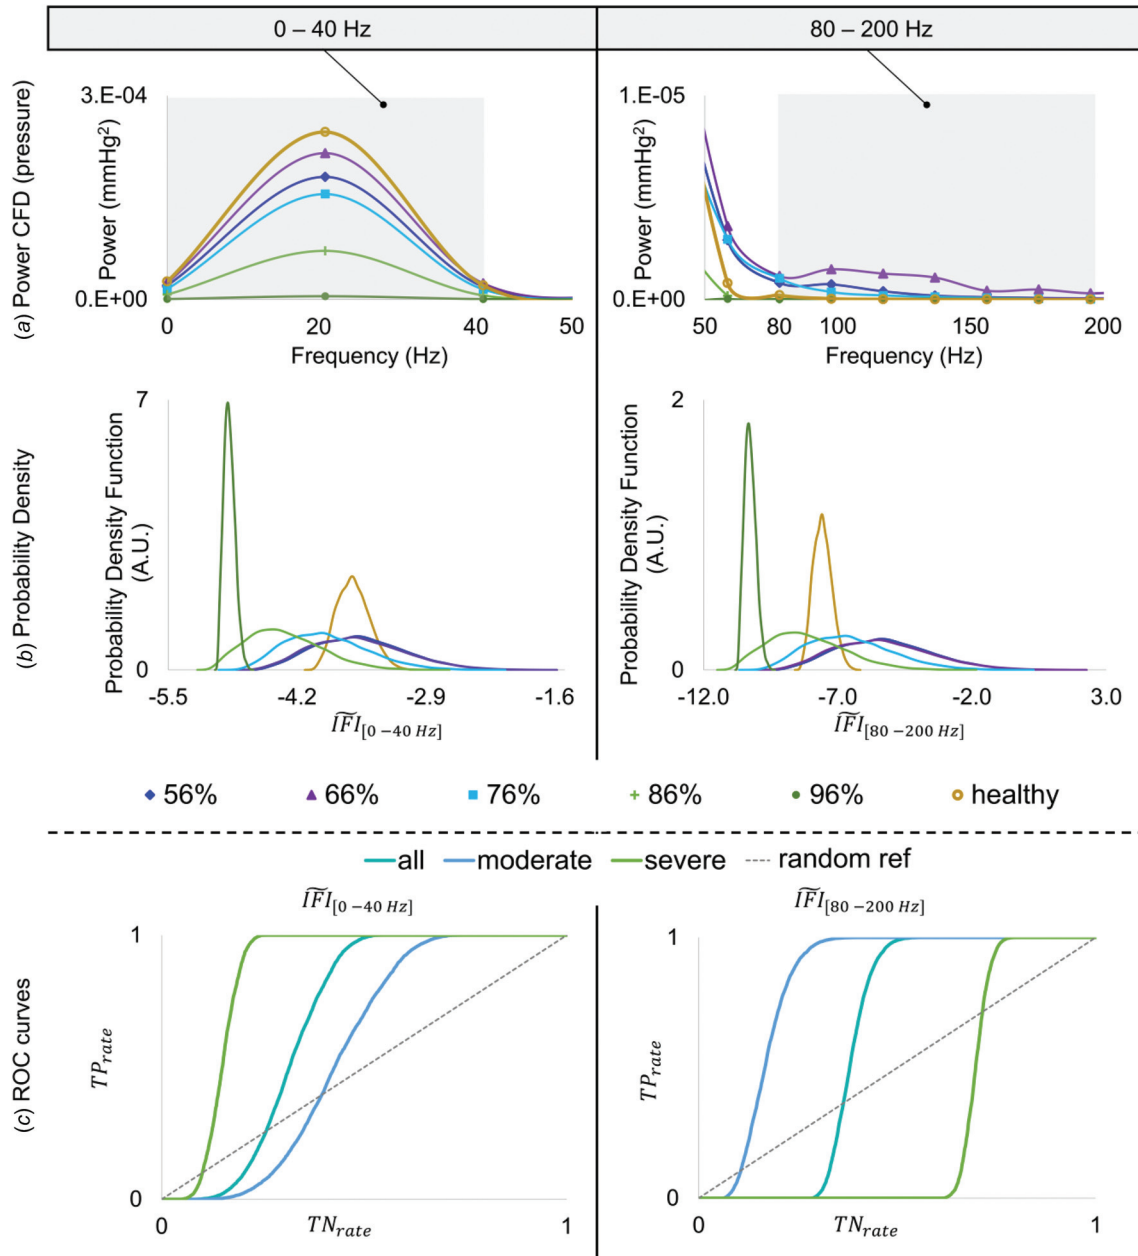 0 – 40 Hz
80 – 200 Hz
(a) Power CFD (pressure)
Power (mmHg²)
3.E-04
0.E+00
0 20 40 50
Frequency (Hz)
Power (mmHg²)
1.E-05
0.E+00
50 80 100 150 200
Frequency (Hz)
(b) Probability Density
Probability Density Function
(A.U.)
7
0
-5.5 -4.2 -2.9 -1.6
ĨFI[0 –40 Hz]
Probability Density Function
(A.U.)
2
0
-12.0 -7.0 -2.0 3.0
ĨFI[80 –200 Hz]
56% 66% 76% 86% 96% healthy
all moderate severe random ref
(c) ROC curves
ĨFI[0 –40 Hz]
TPrate
1
0
0 TNrate 1
ĨFI[80 –200 Hz]
TPrate
1
0
0 TNrate 1